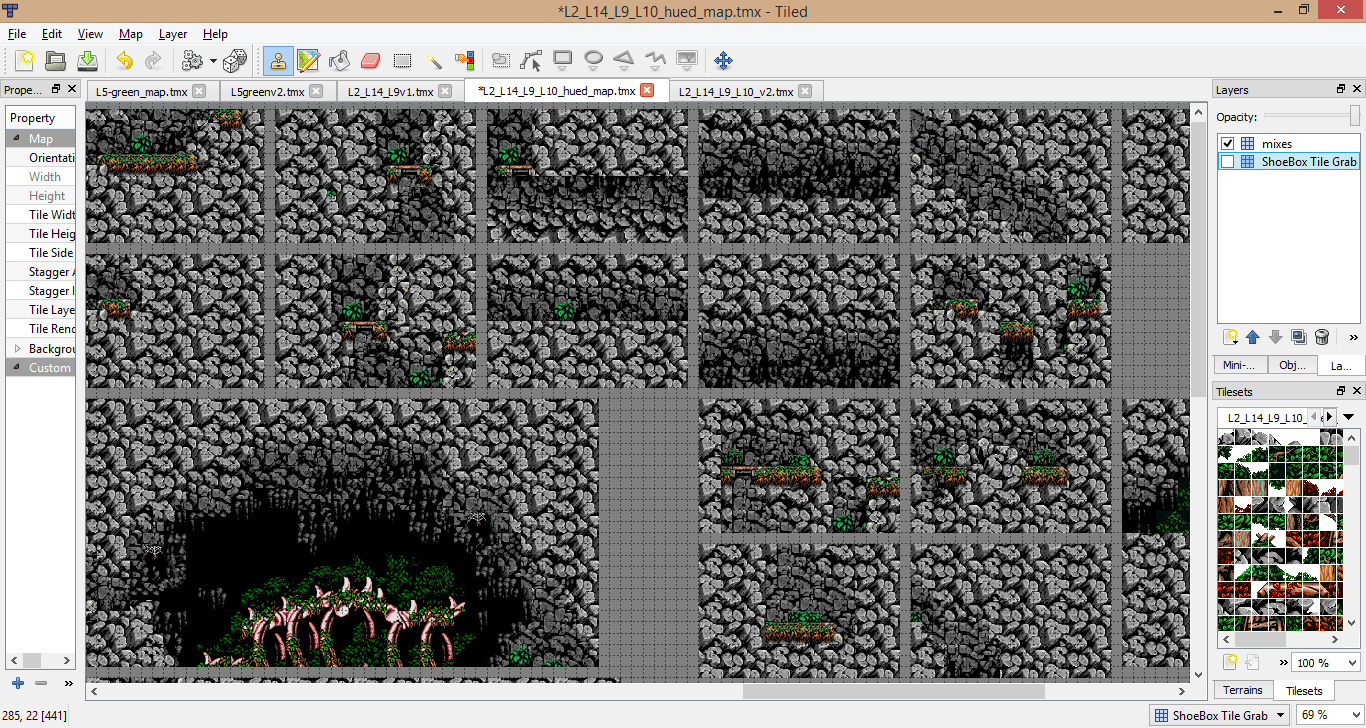 *L2_L14_L9_L10_hued_map.tmx - Tiled
File Edit View Map Layer Help
Prope...
L5-green_map.tmx L5greenv2.tmx L2_L14_L9v1.tmx *L2_L14_L9_L10_hued_map.tmx L2_L14_L9_L10_v2.tmx
Layers
Property
Map
Orientati
Width
Height
Tile Widt
Tile Heig
Tile Side
Stagger A
Stagger I
Tile Laye
Tile Renc
Backgrou
Custom
Opacity:
mixes
ShoeBox Tile Grab
»
Mini-... Obj... La...
Tilesets
L2_L14_L9_L10_
» 100 %
»
Terrains Tilesets
285, 22 [441]
ShoeBox Tile Grab 69 %